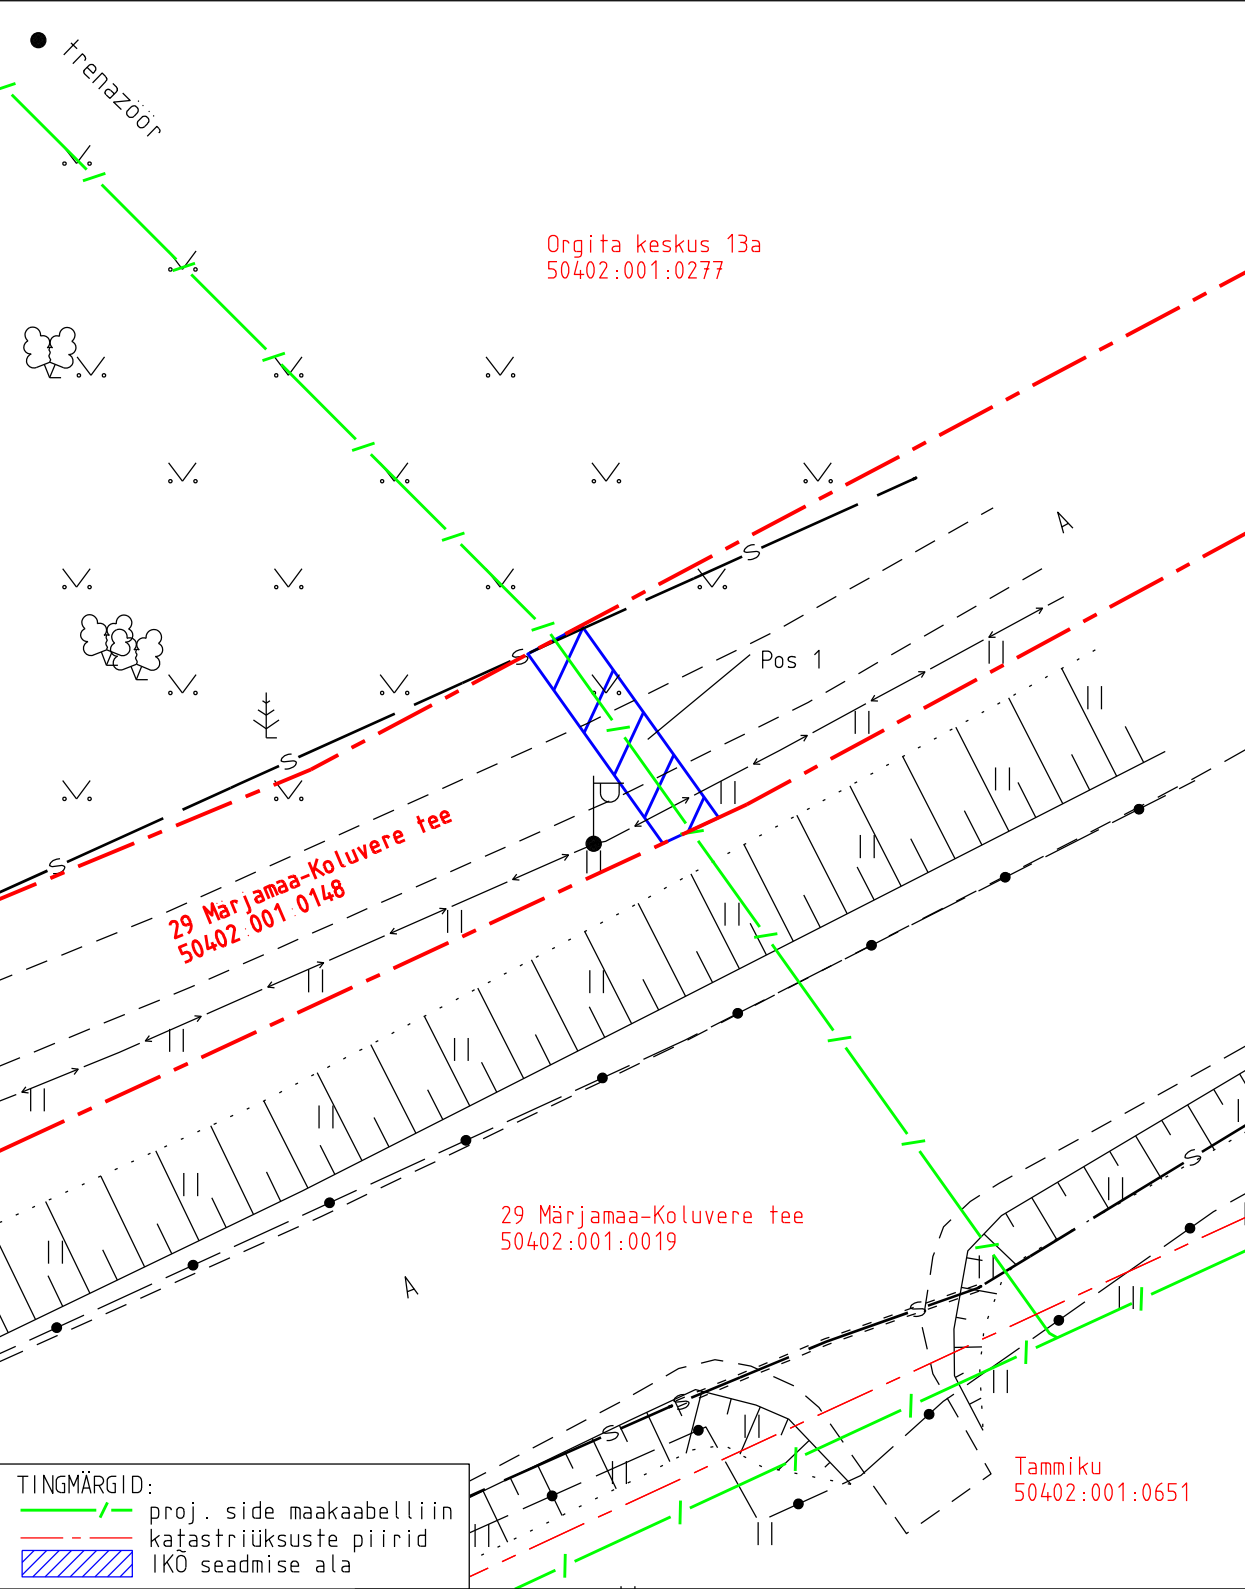 trenazöör
Orgita keskus 13a
50402:001:0277
A
S
Pos 1
S
S
S
29 Märjamaa-Koluvere tee
50402:001:0148
S
29 Märjamaa-Koluvere tee
50402:001:0019
A
S
S
S
Tammiku
50402:001:0651
TINGMÄRGID:
proj. side maakaabelliin
katastriüksuste piirid
IKÕ seadmise ala